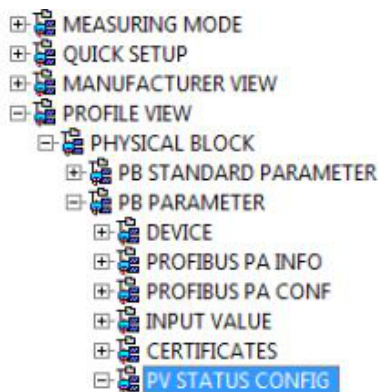 MEASURING MODE
QUICK SETUP
MANUFACTURER VIEW
PROFILE VIEW
PHYSICAL BLOCK
PB STANDARD PARAMETER
PB PARAMETER
DEVICE
PROFIBUS PA INFO
PROFIBUS PA CONF
INPUT VALUE
CERTIFICATES
PV STATUS CONFIG